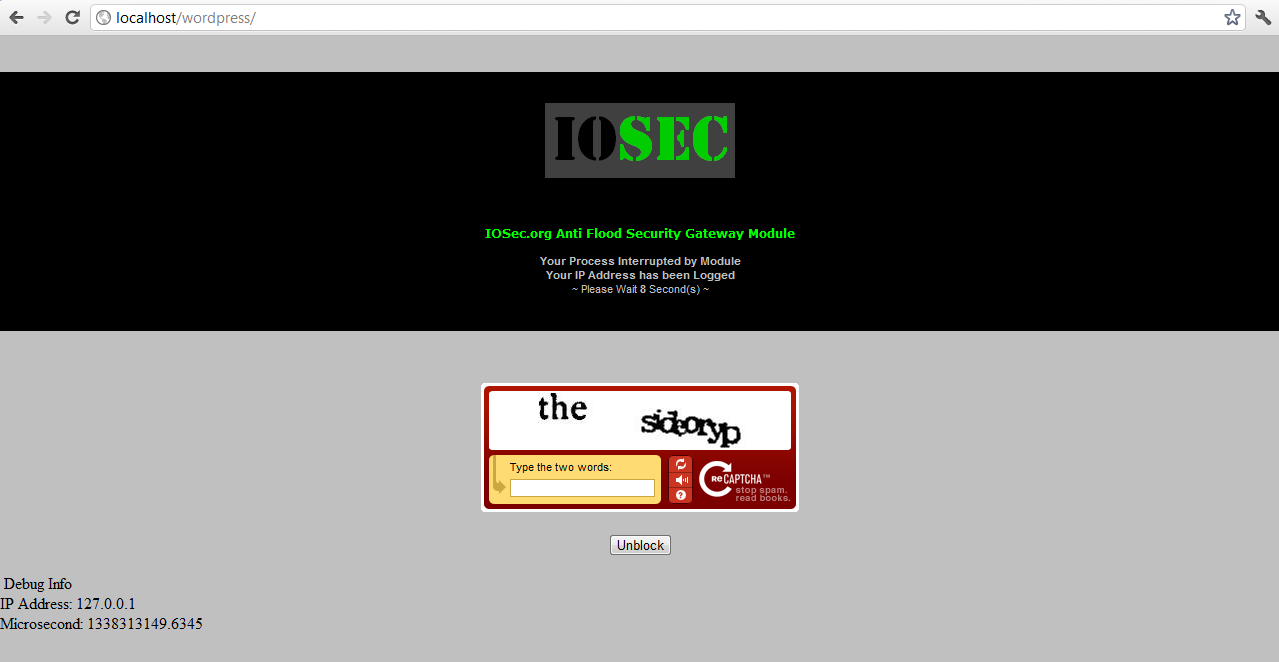 localhost/wordpress/
IOSEC
IOSec.org Anti Flood Security Gateway Module
Your Process Interrupted by Module
Your IP Address has been Logged
~ Please Wait 8 Second(s) ~
Type the two words:
reCAPTCHA™
stop spam.
read books.
Unblock
Debug Info
IP Address: 127.0.0.1
Microsecond: 1338313149.6345